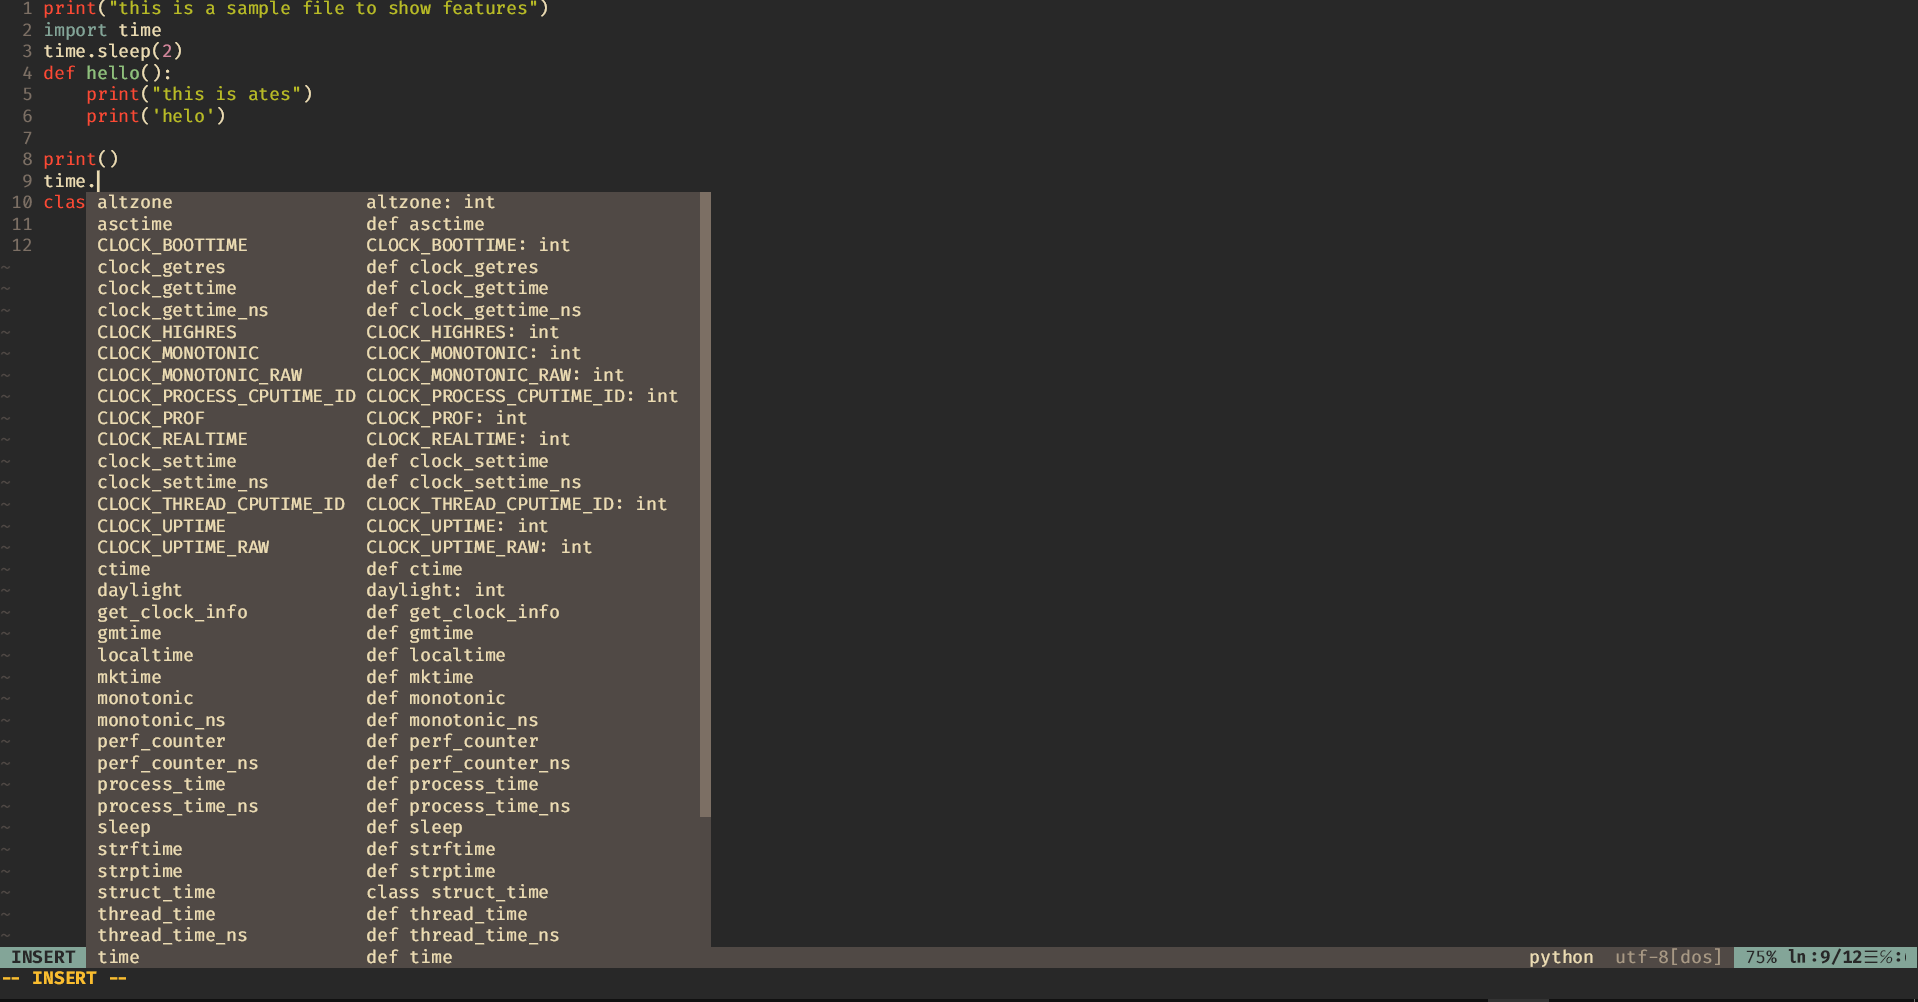 1 print("this is a sample file to show features")
2 import time
3 time.sleep(2)
4 def hello():
5     print("this is ates")
6     print('helo')
7
8 print()
9 time.
10 clas altzone altzone: int
11 asctime def asctime
12 CLOCK_BOOTTIME CLOCK_BOOTTIME: int
~ clock_getres def clock_getres
~ clock_gettime def clock_gettime
~ clock_gettime_ns def clock_gettime_ns
~ CLOCK_HIGHRES CLOCK_HIGHRES: int
~ CLOCK_MONOTONIC CLOCK_MONOTONIC: int
~ CLOCK_MONOTONIC_RAW CLOCK_MONOTONIC_RAW: int
~ CLOCK_PROCESS_CPUTIME_ID CLOCK_PROCESS_CPUTIME_ID: int
~ CLOCK_PROF CLOCK_PROF: int
~ CLOCK_REALTIME CLOCK_REALTIME: int
~ clock_settime def clock_settime
~ clock_settime_ns def clock_settime_ns
~ CLOCK_THREAD_CPUTIME_ID CLOCK_THREAD_CPUTIME_ID: int
~ CLOCK_UPTIME CLOCK_UPTIME: int
~ CLOCK_UPTIME_RAW CLOCK_UPTIME_RAW: int
~ ctime def ctime
~ daylight daylight: int
~ get_clock_info def get_clock_info
~ gmtime def gmtime
~ localtime def localtime
~ mktime def mktime
~ monotonic def monotonic
~ monotonic_ns def monotonic_ns
~ perf_counter def perf_counter
~ perf_counter_ns def perf_counter_ns
~ process_time def process_time
~ process_time_ns def process_time_ns
~ sleep def sleep
~ strftime def strftime
~ strptime def strptime
~ struct_time class struct_time
~ thread_time def thread_time
~ thread_time_ns def thread_time_ns
INSERT time def time python utf-8[dos] 75% ln:9/12☰℅:
-- INSERT --